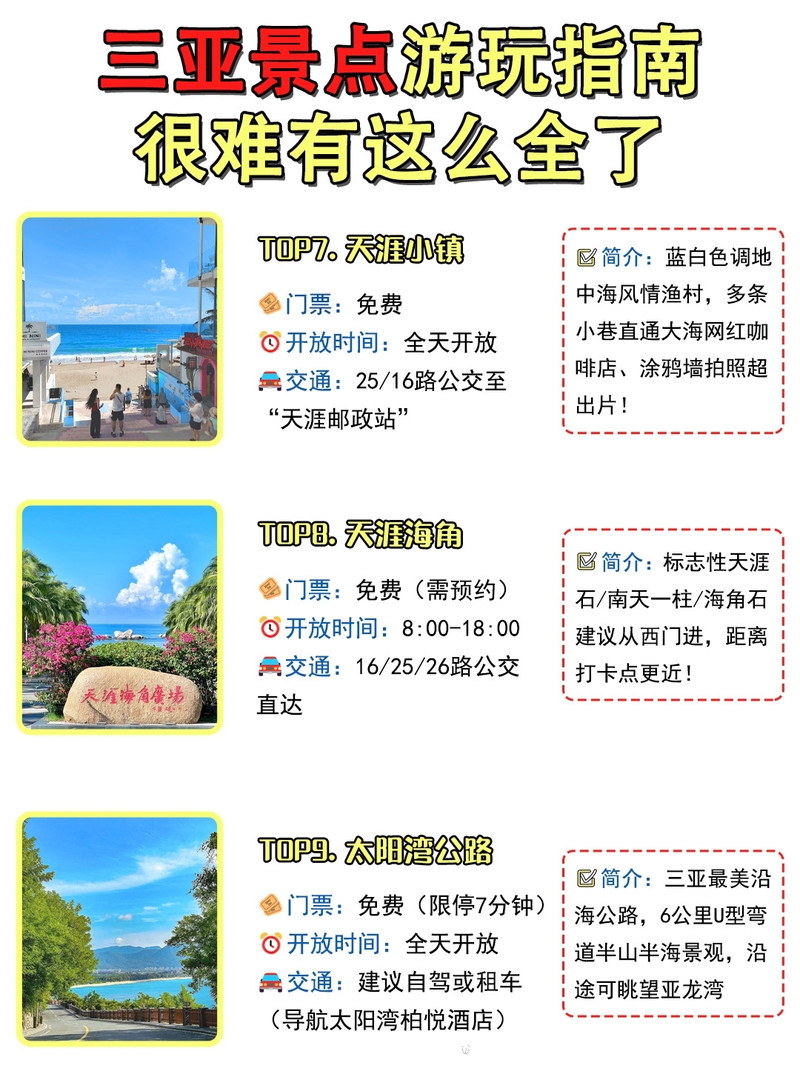 三亚景点游玩指南
很难有这么全了
TOP7. 天涯小镇
门票：免费
开放时间：全天开放
交通：25/16路公交至
“天涯邮政站”
简介：蓝白色调地
中海风情渔村，多条
小巷直通大海网红咖
啡店、涂鸦墙拍照超
出片！
TOP8. 天涯海角
门票：免费（需预约）
开放时间：8:00-18:00
交通：16/25/26路公交
直达
简介：标志性天涯
石/南天一柱/海角石
建议从西门进，距离
打卡点更近！
天涯海角廣場
TOP9. 太阳湾公路
门票：免费（限停7分钟）
开放时间：全天开放
交通：建议自驾或租车
（导航太阳湾柏悦酒店）
简介：三亚最美沿
海公路，6公里U型弯
道半山半海景观，沿
途可眺望亚龙湾